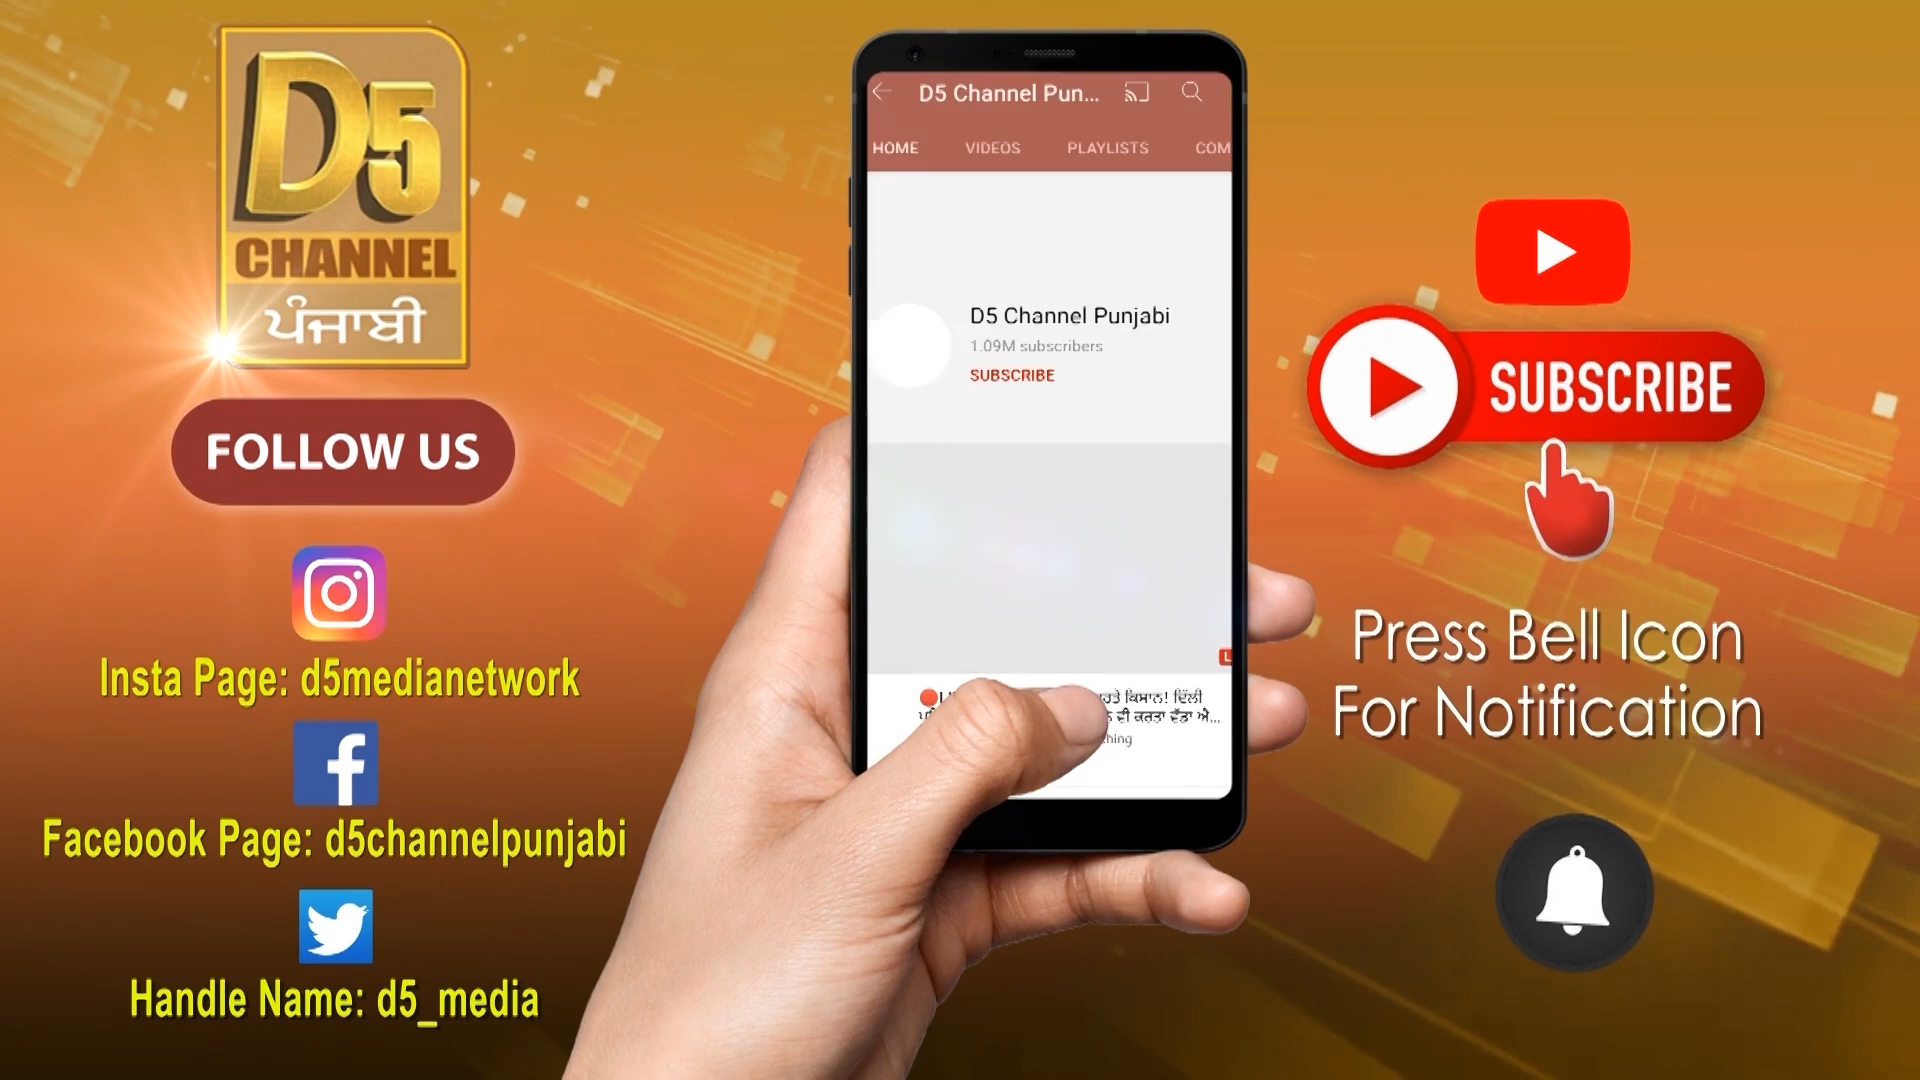 D5
CHANNEL
ਪੰਜਾਬੀ
FOLLOW US
Insta Page: d5medianetwork
Facebook Page: d5channelpunjabi
Handle Name: d5_media
D5 Channel Pun...
HOME VIDEOS PLAYLISTS COM
D5 Channel Punjabi
1.09M subscribers
SUBSCRIBE
ਕਿਸਾਨ! ਦਿੱਲੀ
ਦੀ ਕਰਤਾ ਵੱਡਾ ਐ...
SUBSCRIBE
Press Bell Icon
For Notification